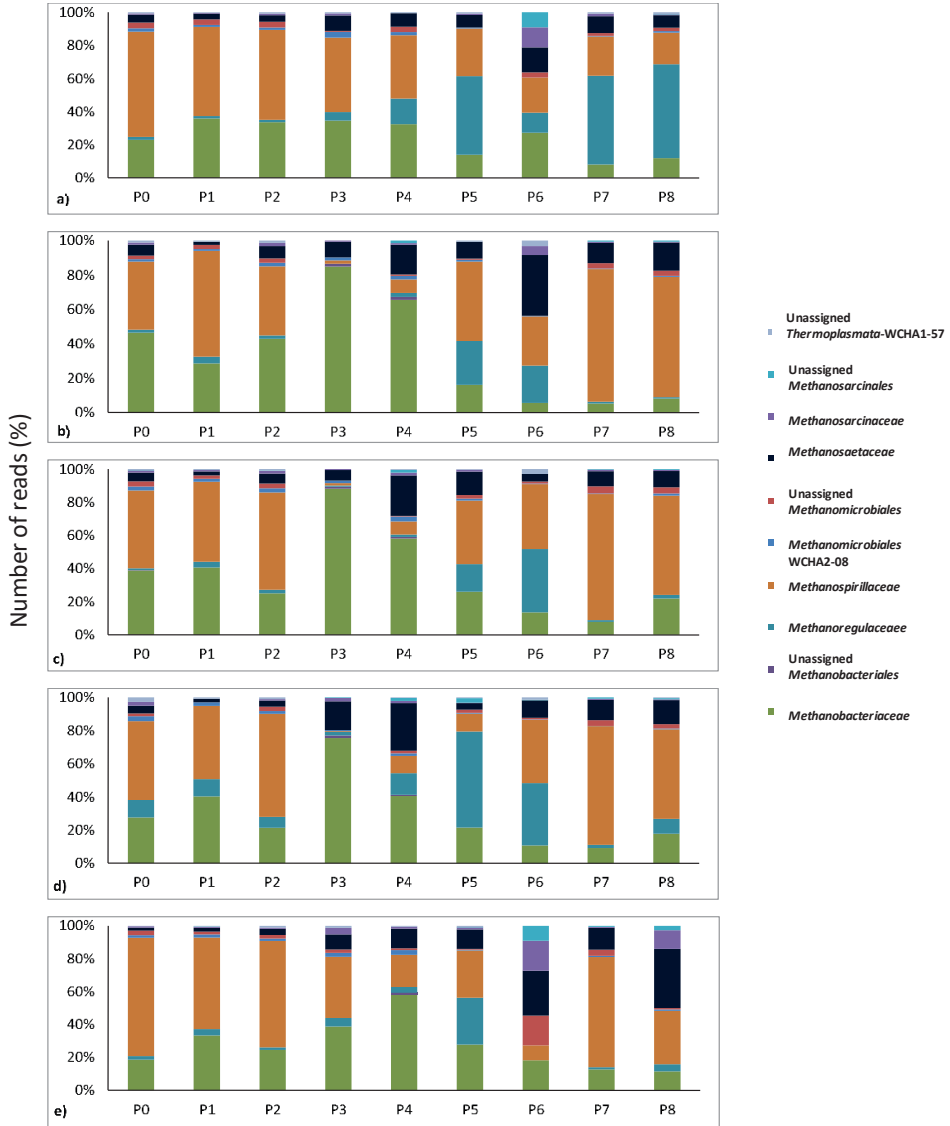 Number of reads (%)
100%
80%
60%
40%
20%
0%
P0 P1 P2 P3 P4 P5 P6 P7 P8
a)
100%
80%
60%
40%
20%
0%
P0 P1 P2 P3 P4 P5 P6 P7 P8
b)
100%
80%
60%
40%
20%
0%
P0 P1 P2 P3 P4 P5 P6 P7 P8
c)
100%
80%
60%
40%
20%
0%
P0 P1 P2 P3 P4 P5 P6 P7 P8
d)
100%
80%
60%
40%
20%
0%
P0 P1 P2 P3 P4 P5 P6 P7 P8
e)
Unassigned
Thermoplasmata-WCHA1-57
Unassigned
Methanosarcinales
Methanosarcinaceae
Methanosaetaceae
Unassigned
Methanomicrobiales
Methanomicrobiales
WCHA2-08
Methanospirillaceae
Methanoregulaceaee
Unassigned
Methanobacteriales
Methanobacteriaceae